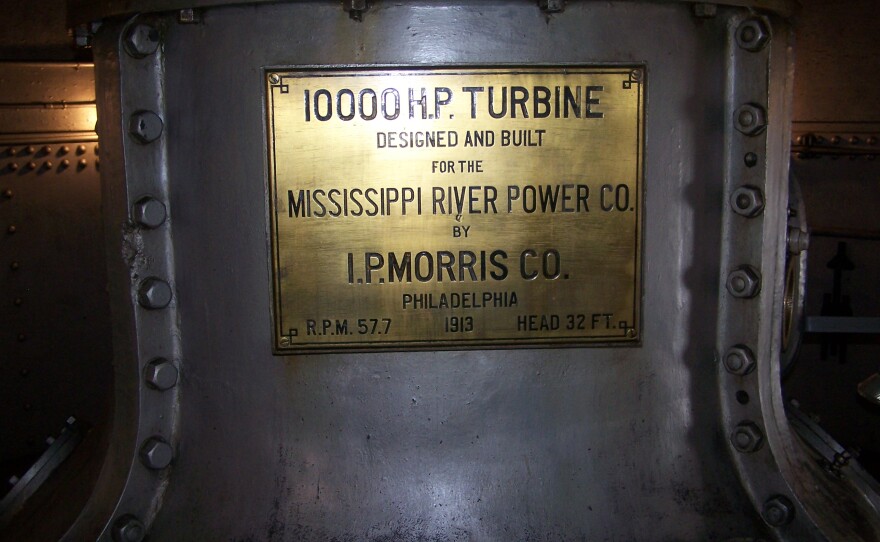 10000 H.P. TURBINE
DESIGNED AND BUILT
FOR THE
MISSISSIPPI RIVER POWER CO.
BY
I.P. MORRIS CO.
PHILADELPHIA
R.P.M. 57.7 1913 HEAD 32 FT.